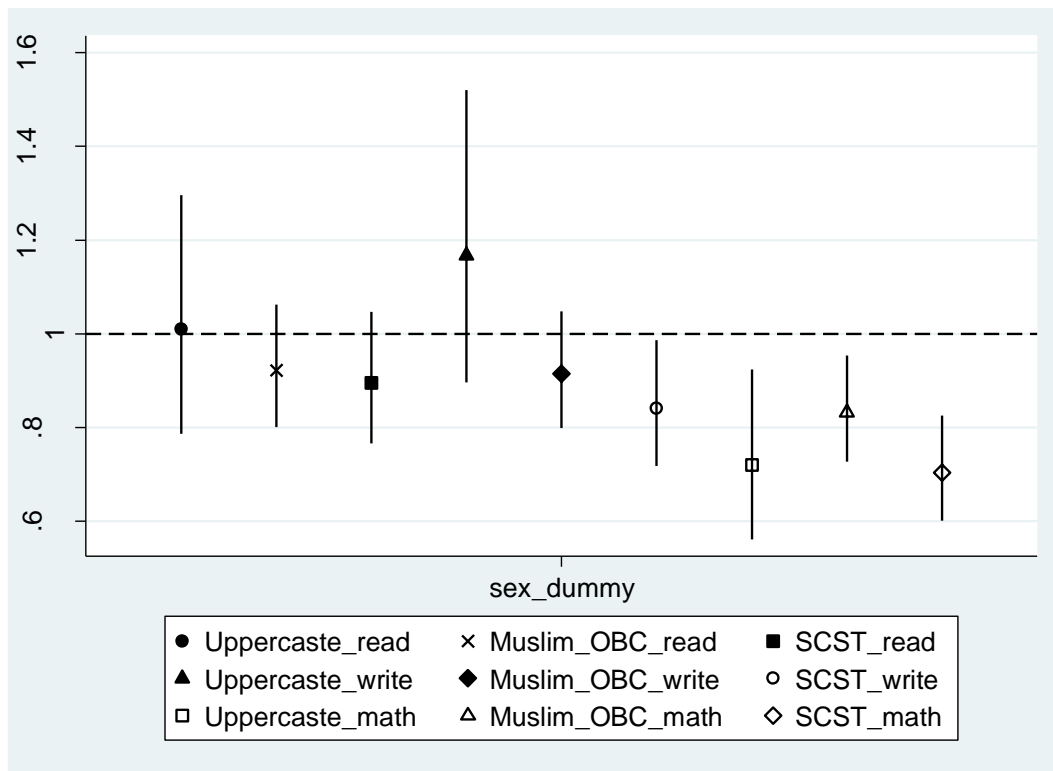 1.6
1.4
1.2
1
.8
.6
sex_dummy
Uppercaste_read Muslim_OBC_read SCST_read
Uppercaste_write Muslim_OBC_write SCST_write
Uppercaste_math Muslim_OBC_math SCST_math